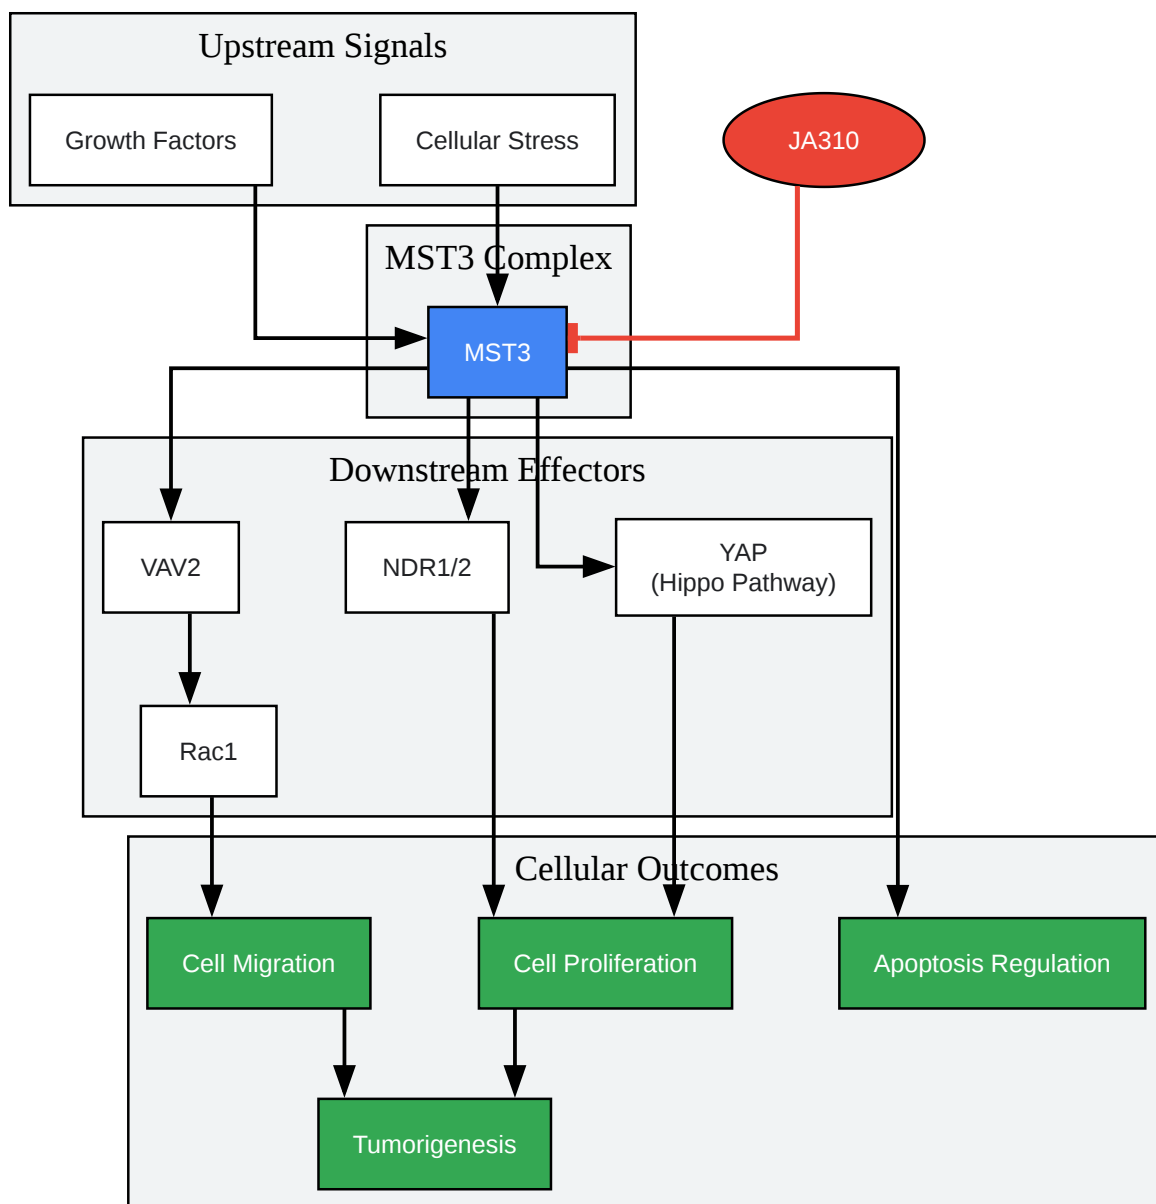 Upstream Signals
Growth Factors
Cellular Stress
JA310
MST3 Complex
MST3
Downstream Effectors
VAV2
NDR1/2
YAP
(Hippo Pathway)
Rac1
Cellular Outcomes
Cell Migration
Cell Proliferation
Apoptosis Regulation
Tumorigenesis